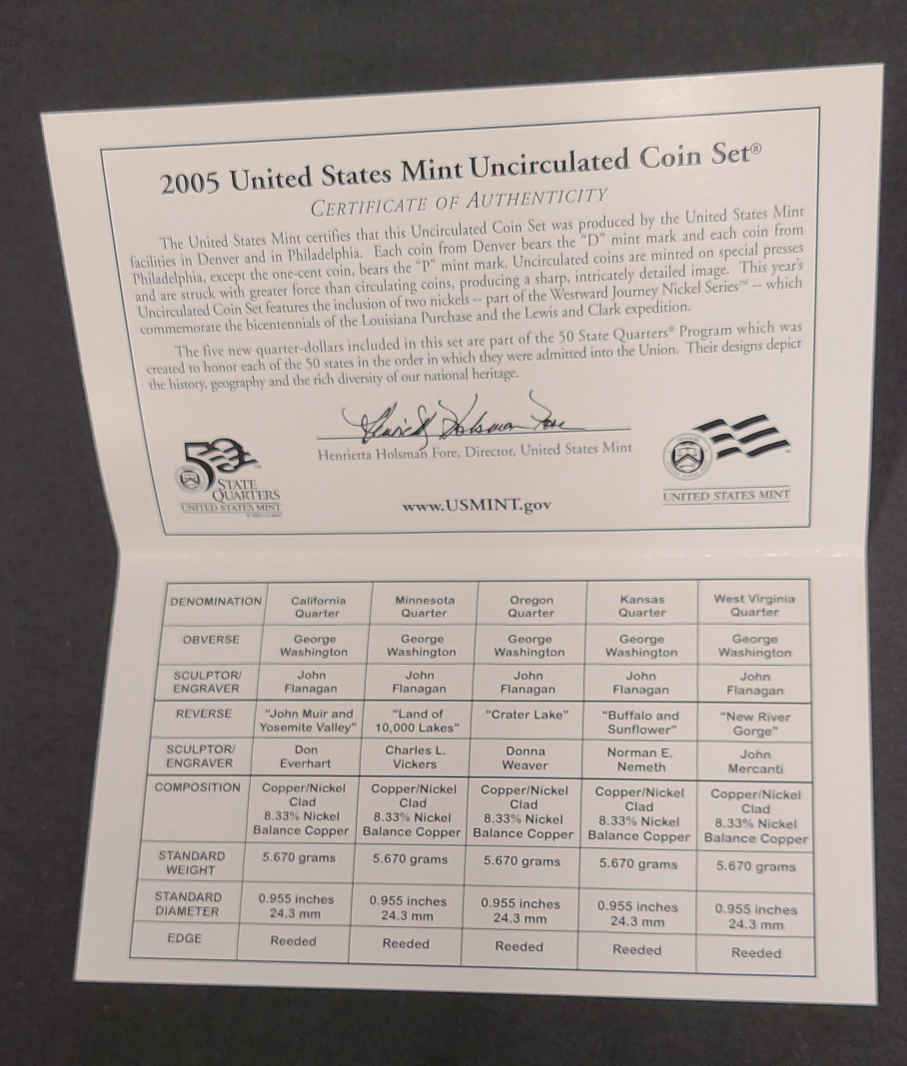 2005 United States Mint Uncirculated Coin Set®
CERTIFICATE OF AUTHENTICITY
The United States Mint certifies that this Uncirculated Coin Set was produced by the United States Mint
facilities in Denver and in Philadelphia. Each coin from Denver bears the "D" mint mark and each coin from
Philadelphia, except the one-cent coin, bears the "P" mint mark. Uncirculated coins are minted on special presses
and are struck with greater force than circulating coins, producing a sharp, intricately detailed image. This year's
Uncirculated Coin Set features the inclusion of two nickels -- part of the Westward Journey Nickel Series™ -- which
commemorate the bicentennials of the Louisiana Purchase and the Lewis and Clark expedition.
The five new quarter-dollars included in this set are part of the 50 State Quarters® Program which was
created to honor each of the 50 states in the order in which they were admitted into the Union. Their designs depict
the history, geography and the rich diversity of our national heritage.
Henrietta Holsman Fore
Henrietta Holsman Fore, Director, United States Mint
50
STATE
QUARTERS
UNITED STATES MINT
www.USMINT.gov
UNITED STATES MINT
DENOMINATION California Quarter Minnesota Quarter Oregon Quarter Kansas Quarter West Virginia Quarter
OBVERSE George Washington George Washington George Washington George Washington George Washington
SCULPTOR/ ENGRAVER John Flanagan John Flanagan John Flanagan John Flanagan John Flanagan
REVERSE "John Muir and Yosemite Valley" "Land of 10,000 Lakes" "Crater Lake" "Buffalo and Sunflower" "New River Gorge"
SCULPTOR/ ENGRAVER Don Everhart Charles L. Vickers Donna Weaver Norman E. Nemeth John Mercanti
COMPOSITION Copper/Nickel Clad 8.33% Nickel Balance Copper Copper/Nickel Clad 8.33% Nickel Balance Copper Copper/Nickel Clad 8.33% Nickel Balance Copper Copper/Nickel Clad 8.33% Nickel Balance Copper Copper/Nickel Clad 8.33% Nickel Balance Copper
STANDARD WEIGHT 5.670 grams 5.670 grams 5.670 grams 5.670 grams 5.670 grams
STANDARD DIAMETER 0.955 inches 24.3 mm 0.955 inches 24.3 mm 0.955 inches 24.3 mm 0.955 inches 24.3 mm 0.955 inches 24.3 mm
EDGE Reeded Reeded Reeded Reeded Reeded